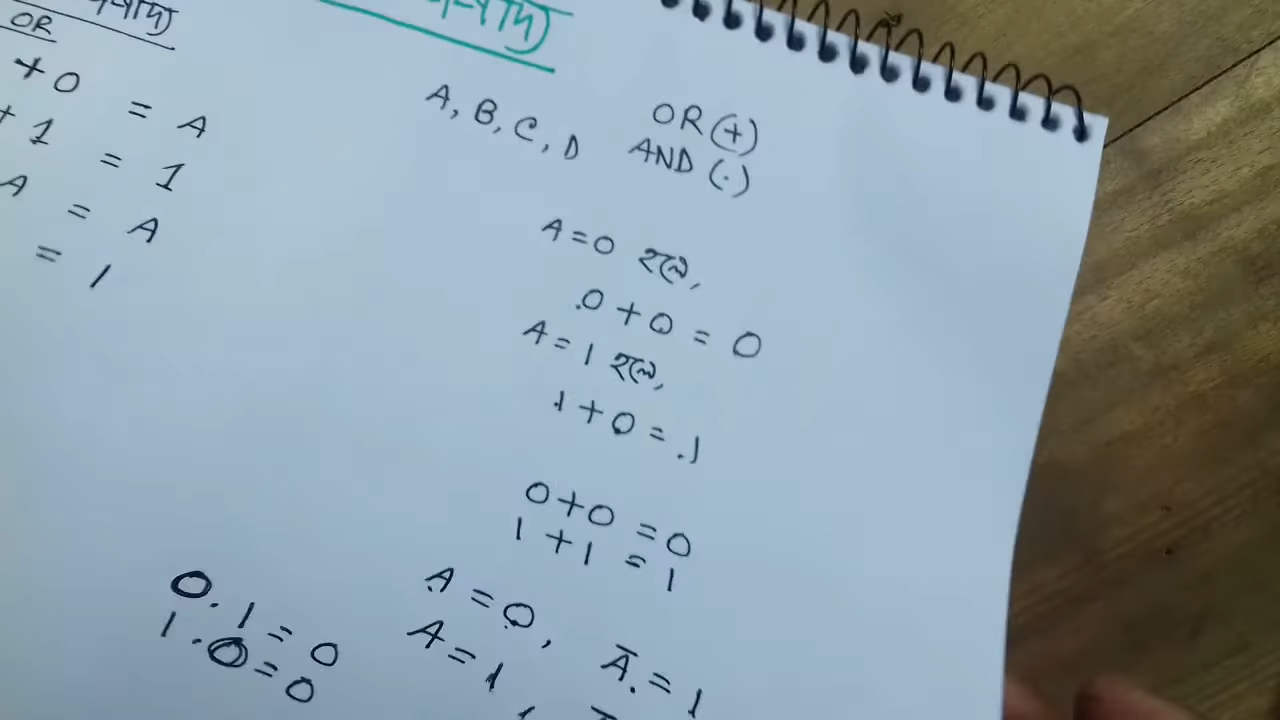 OR
+ 0 = A
+ 1 = 1
A = A
= 1
A, B, C, D
OR (+)
AND (.)
A = 0 হলে,
0 + 0 = 0
A = 1 হলে,
1 + 0 = 1
0 + 0 = 0
1 + 1 = 1
0 . 1 = 0
1 . 0 = 0
A = 0, A̅ = 1
A = 1